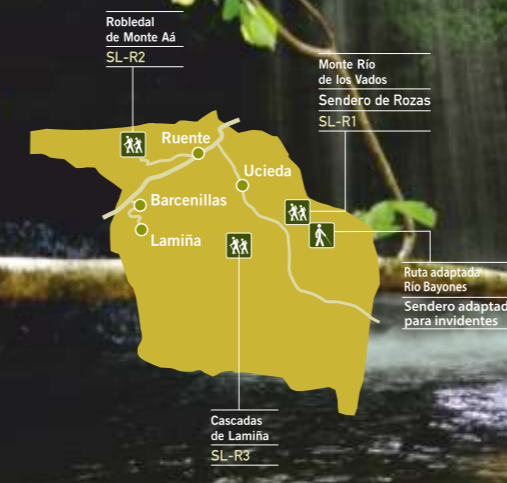 Robledal
de Monte Aá
SL-R2
Monte Río
de los Vados
Sendero de Rozas
SL-R1
Ruente
Ucieda
Barcenillas
Lamiña
Ruta adaptada
Río Bayones
Sendero adaptad
para invidentes
Cascadas
de Lamiña
SL-R3